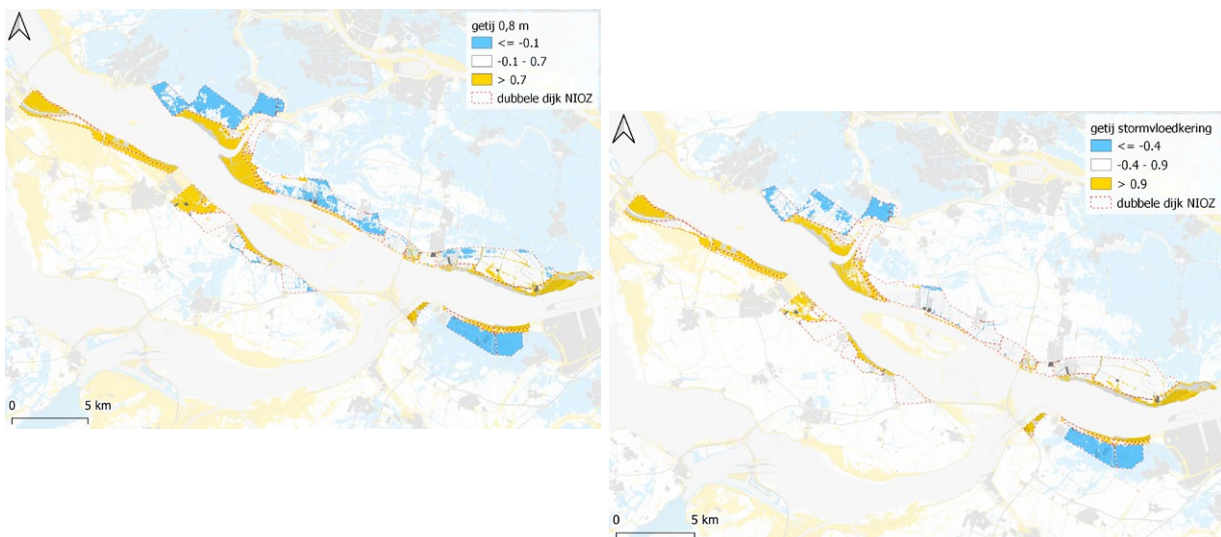 getij 0,8 m
<= -0.1
-0.1 - 0.7
> 0.7
dubbele dijk NIOZ
0 5 km
getij stormvloedkering
<= -0.4
-0.4 - 0.9
> 0.9
dubbele dijk NIOZ
0 5 km